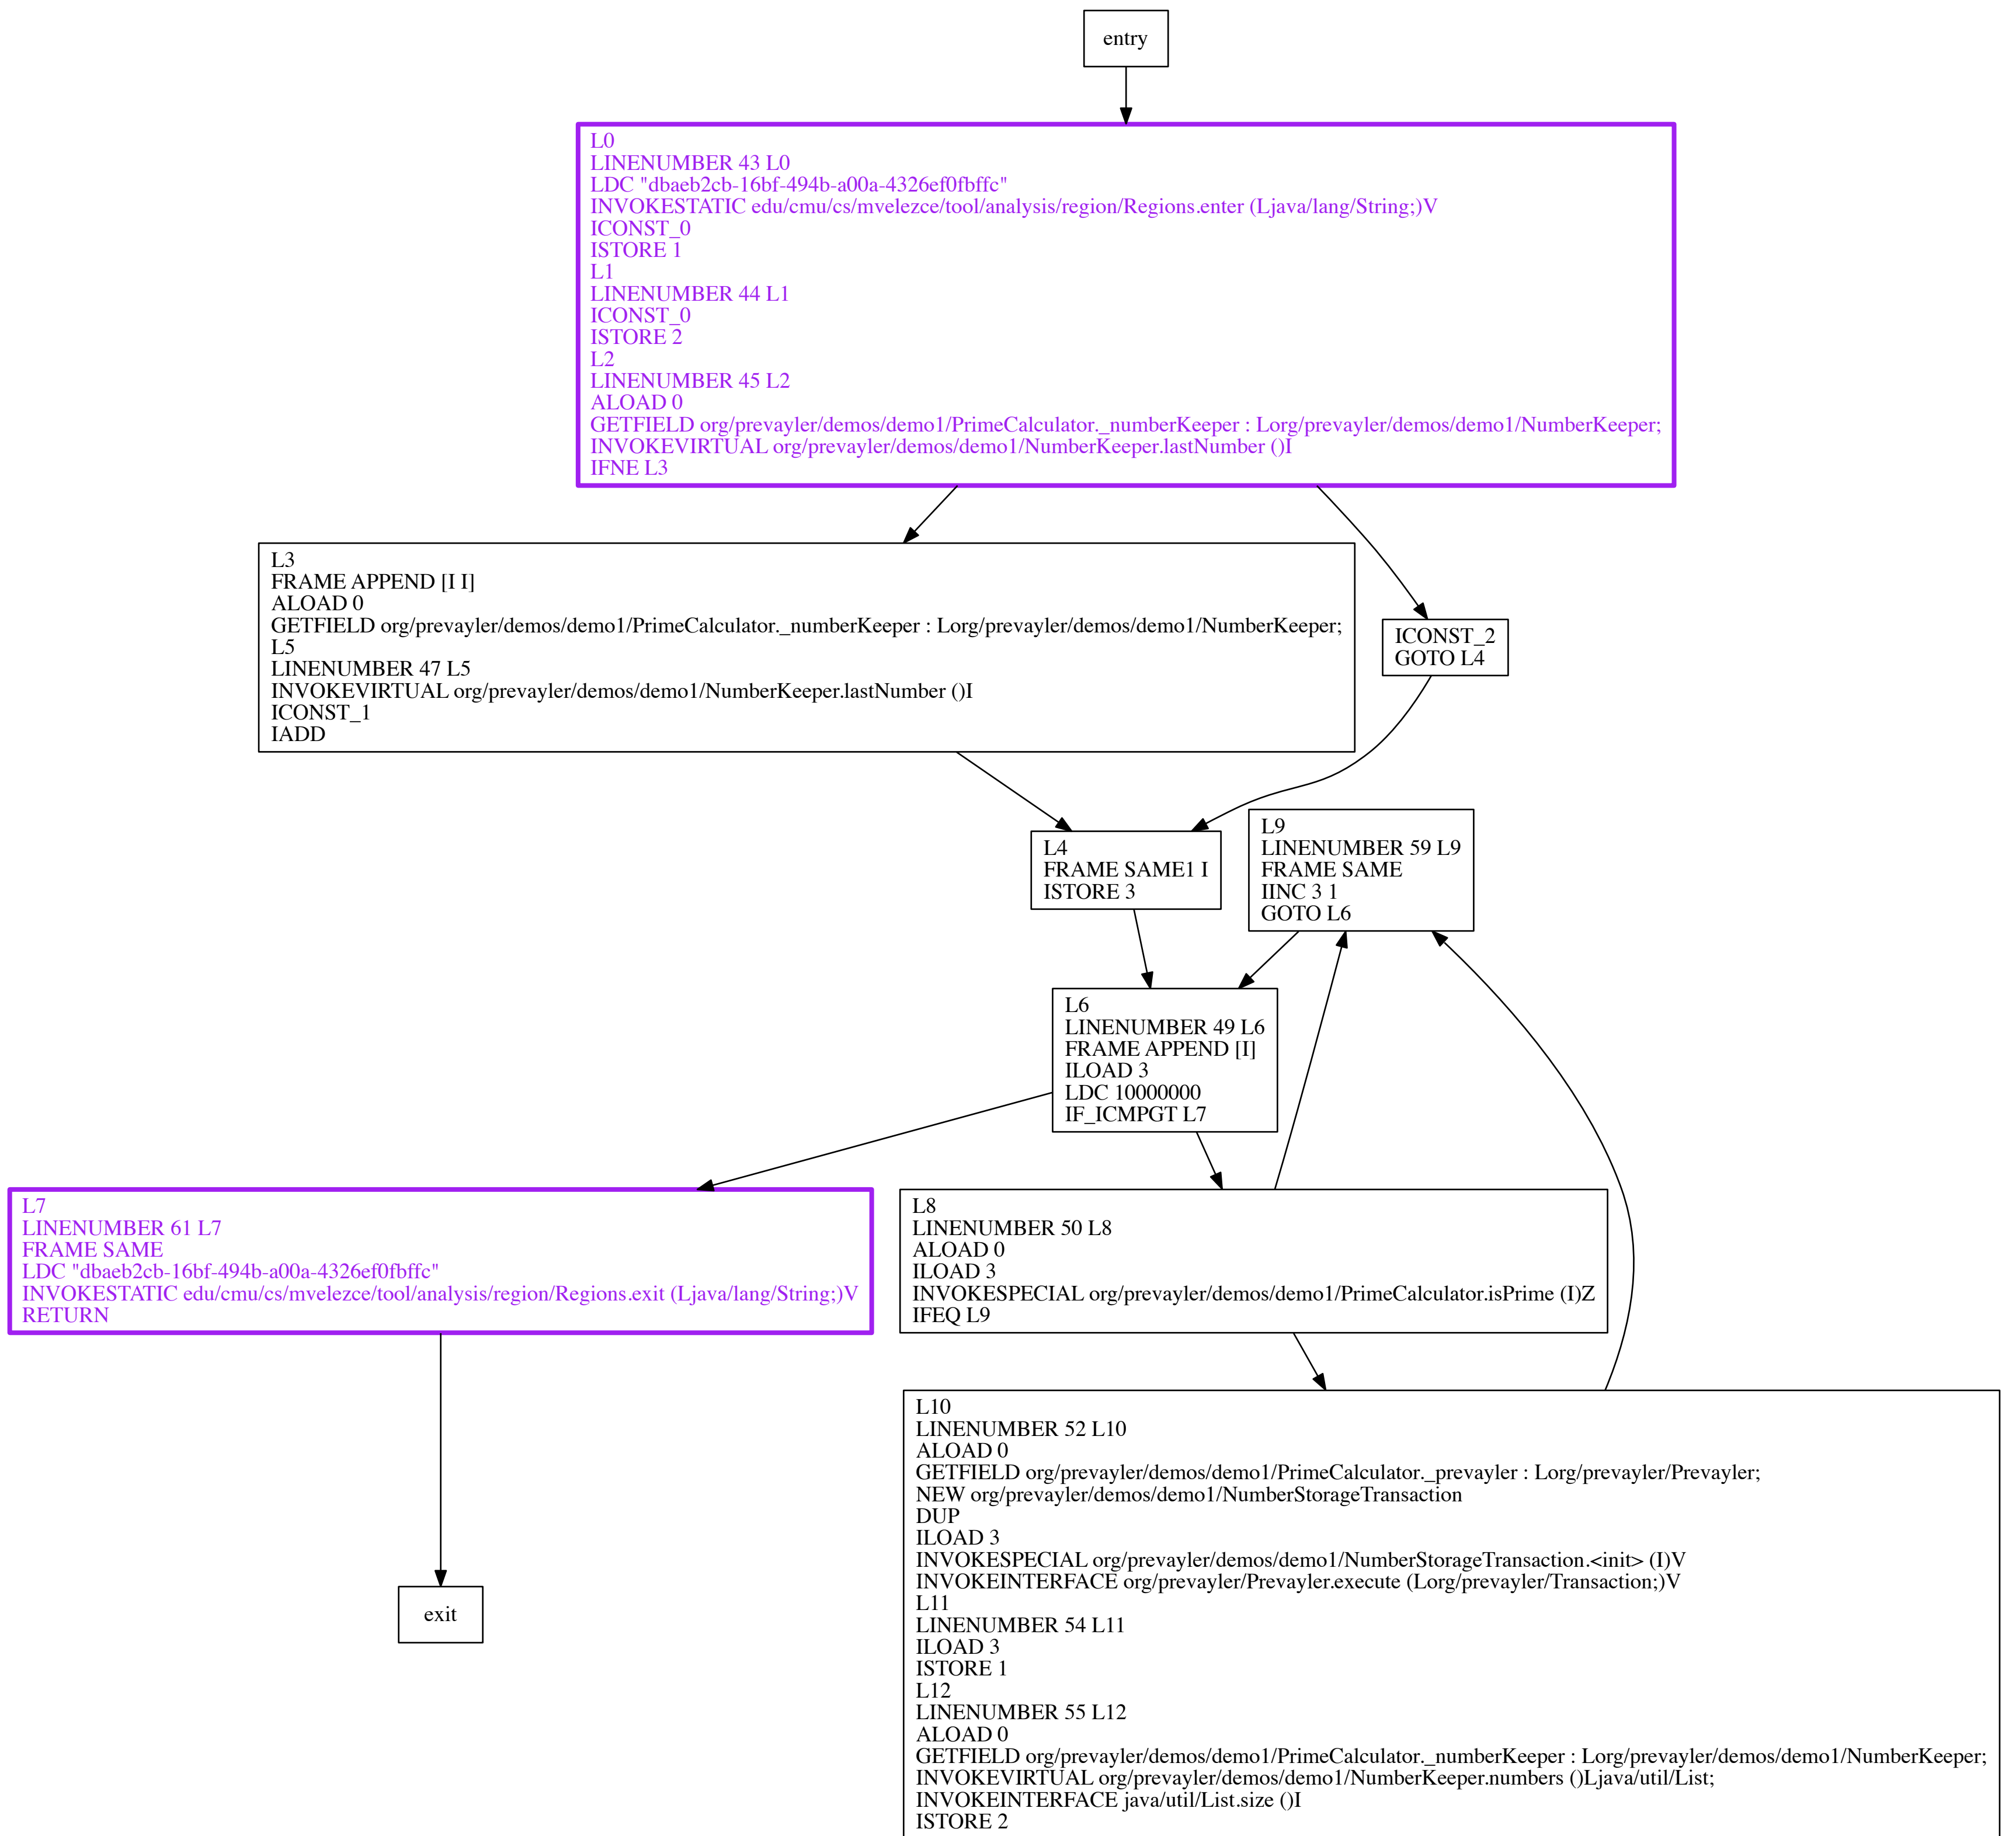 entry
L0
LINENUMBER 43 L0
LDC "dbaeb2cb-16bf-494b-a00a-4326ef0fbffc"
INVOKESTATIC edu/cmu/cs/mvelezce/tool/analysis/region/Regions.enter (Ljava/lang/String;)V
ICONST_0
ISTORE 1
L1
LINENUMBER 44 L1
ICONST_0
ISTORE 2
L2
LINENUMBER 45 L2
ALOAD 0
GETFIELD org/prevayler/demos/demo1/PrimeCalculator._numberKeeper : Lorg/prevayler/demos/demo1/NumberKeeper;
INVOKEVIRTUAL org/prevayler/demos/demo1/NumberKeeper.lastNumber ()I
IFNE L3
L3
FRAME APPEND [I I]
ALOAD 0
GETFIELD org/prevayler/demos/demo1/PrimeCalculator._numberKeeper : Lorg/prevayler/demos/demo1/NumberKeeper;
L5
LINENUMBER 47 L5
INVOKEVIRTUAL org/prevayler/demos/demo1/NumberKeeper.lastNumber ()I
ICONST_1
IADD
ICONST_2
GOTO L4
L4
FRAME SAME1 I
ISTORE 3
L9
LINENUMBER 59 L9
FRAME SAME
IINC 3 1
GOTO L6
L6
LINENUMBER 49 L6
FRAME APPEND [I]
ILOAD 3
LDC 10000000
IF_ICMPGT L7
L7
LINENUMBER 61 L7
FRAME SAME
LDC "dbaeb2cb-16bf-494b-a00a-4326ef0fbffc"
INVOKESTATIC edu/cmu/cs/mvelezce/tool/analysis/region/Regions.exit (Ljava/lang/String;)V
RETURN
L8
LINENUMBER 50 L8
ALOAD 0
ILOAD 3
INVOKESPECIAL org/prevayler/demos/demo1/PrimeCalculator.isPrime (I)Z
IFEQ L9
L10
LINENUMBER 52 L10
ALOAD 0
GETFIELD org/prevayler/demos/demo1/PrimeCalculator._prevayler : Lorg/prevayler/Prevayler;
NEW org/prevayler/demos/demo1/NumberStorageTransaction
DUP
ILOAD 3
INVOKESPECIAL org/prevayler/demos/demo1/NumberStorageTransaction.<init> (I)V
INVOKEINTERFACE org/prevayler/Prevayler.execute (Lorg/prevayler/Transaction;)V
L11
LINENUMBER 54 L11
ILOAD 3
ISTORE 1
L12
LINENUMBER 55 L12
ALOAD 0
GETFIELD org/prevayler/demos/demo1/PrimeCalculator._numberKeeper : Lorg/prevayler/demos/demo1/NumberKeeper;
INVOKEVIRTUAL org/prevayler/demos/demo1/NumberKeeper.numbers ()Ljava/util/List;
INVOKEINTERFACE java/util/List.size ()I
ISTORE 2
exit